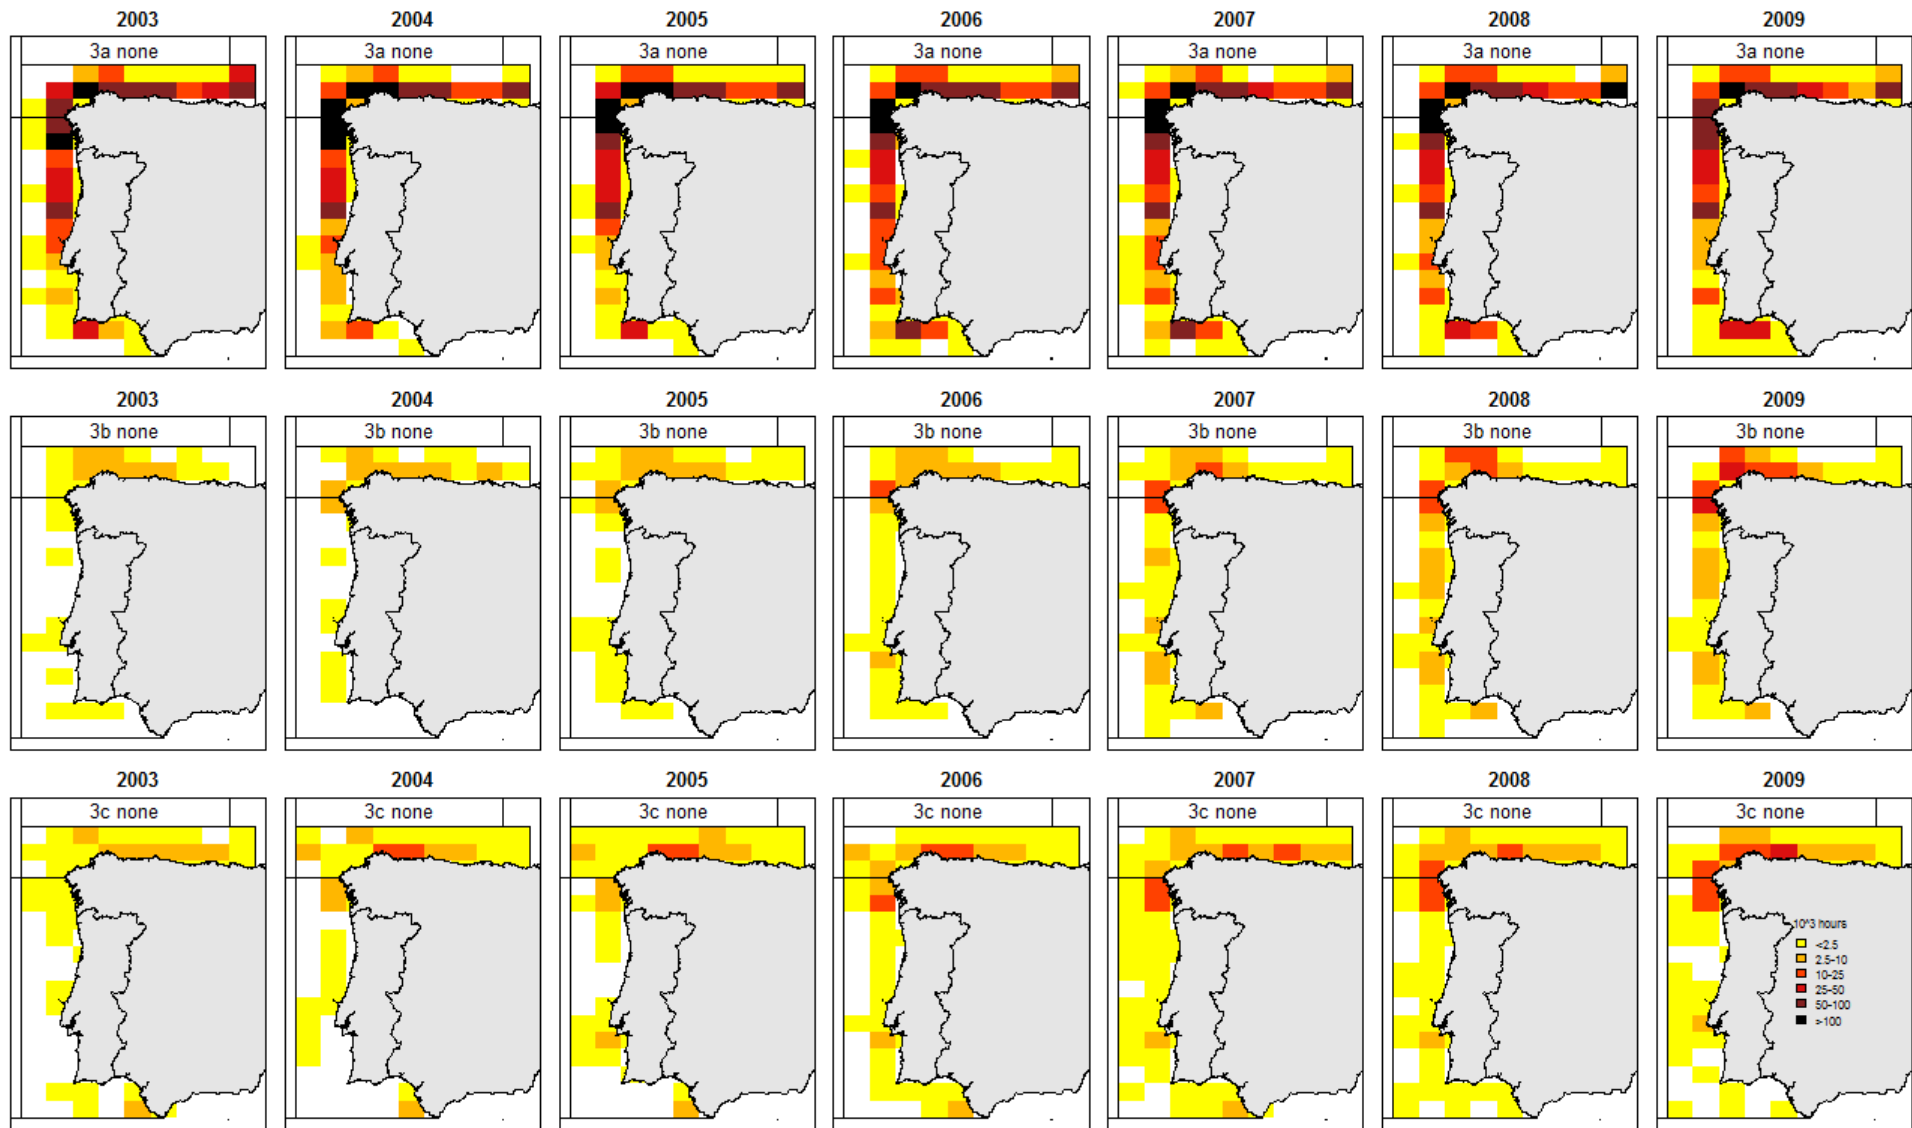 2003 2004 2005 2006 2007 2008 2009
3a none 3a none 3a none 3a none 3a none 3a none 3a none
2003 2004 2005 2006 2007 2008 2009
3b none 3b none 3b none 3b none 3b none 3b none 3b none
2003 2004 2005 2006 2007 2008 2009
3c none 3c none 3c none 3c none 3c none 3c none 3c none
10^3 hours
<2.5
2.5-10
10-25
25-50
50-100
>100